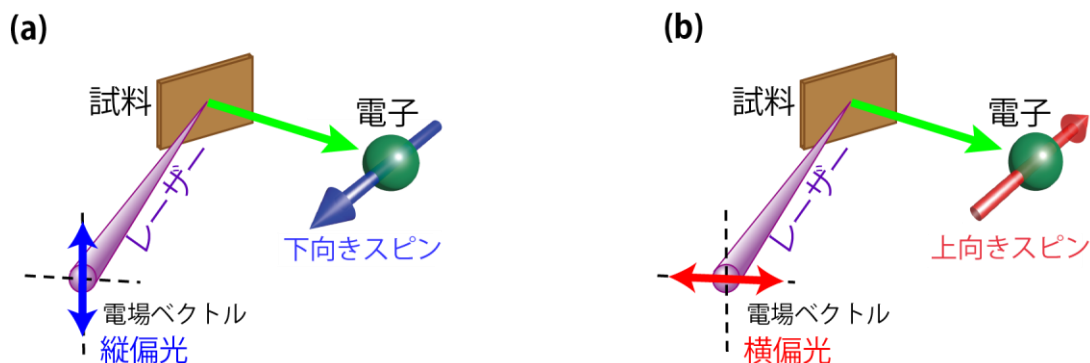 (a)
試料
電子
レーザー
下向きスピン
電場ベクトル
縦偏光
(b)
試料
電子
レーザー
上向きスピン
電場ベクトル
横偏光